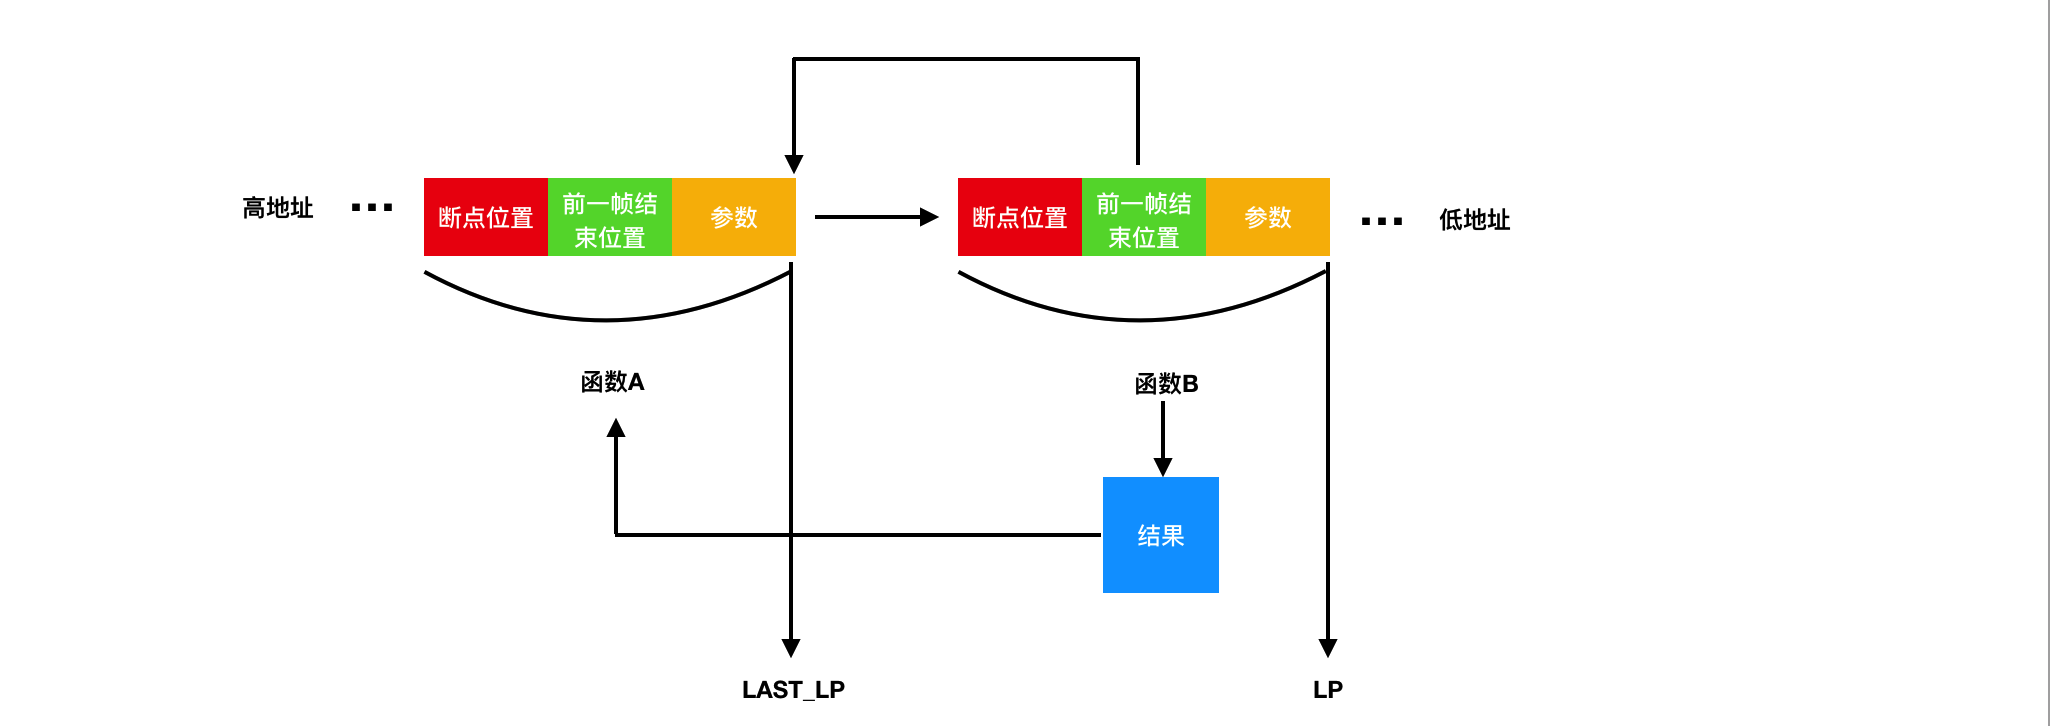 高地址
断点位置
前一帧结
束位置
参数
断点位置
前一帧结
束位置
参数
低地址
函数A
函数B
结果
LAST_LP
LP